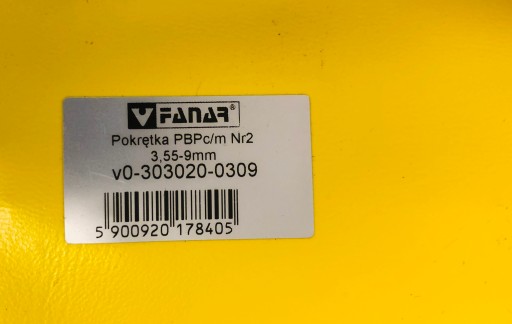 FANAR®
Pokrętka PBPc/m Nr2
3,55-9mm
v0-303020-0309
5 900920 178405